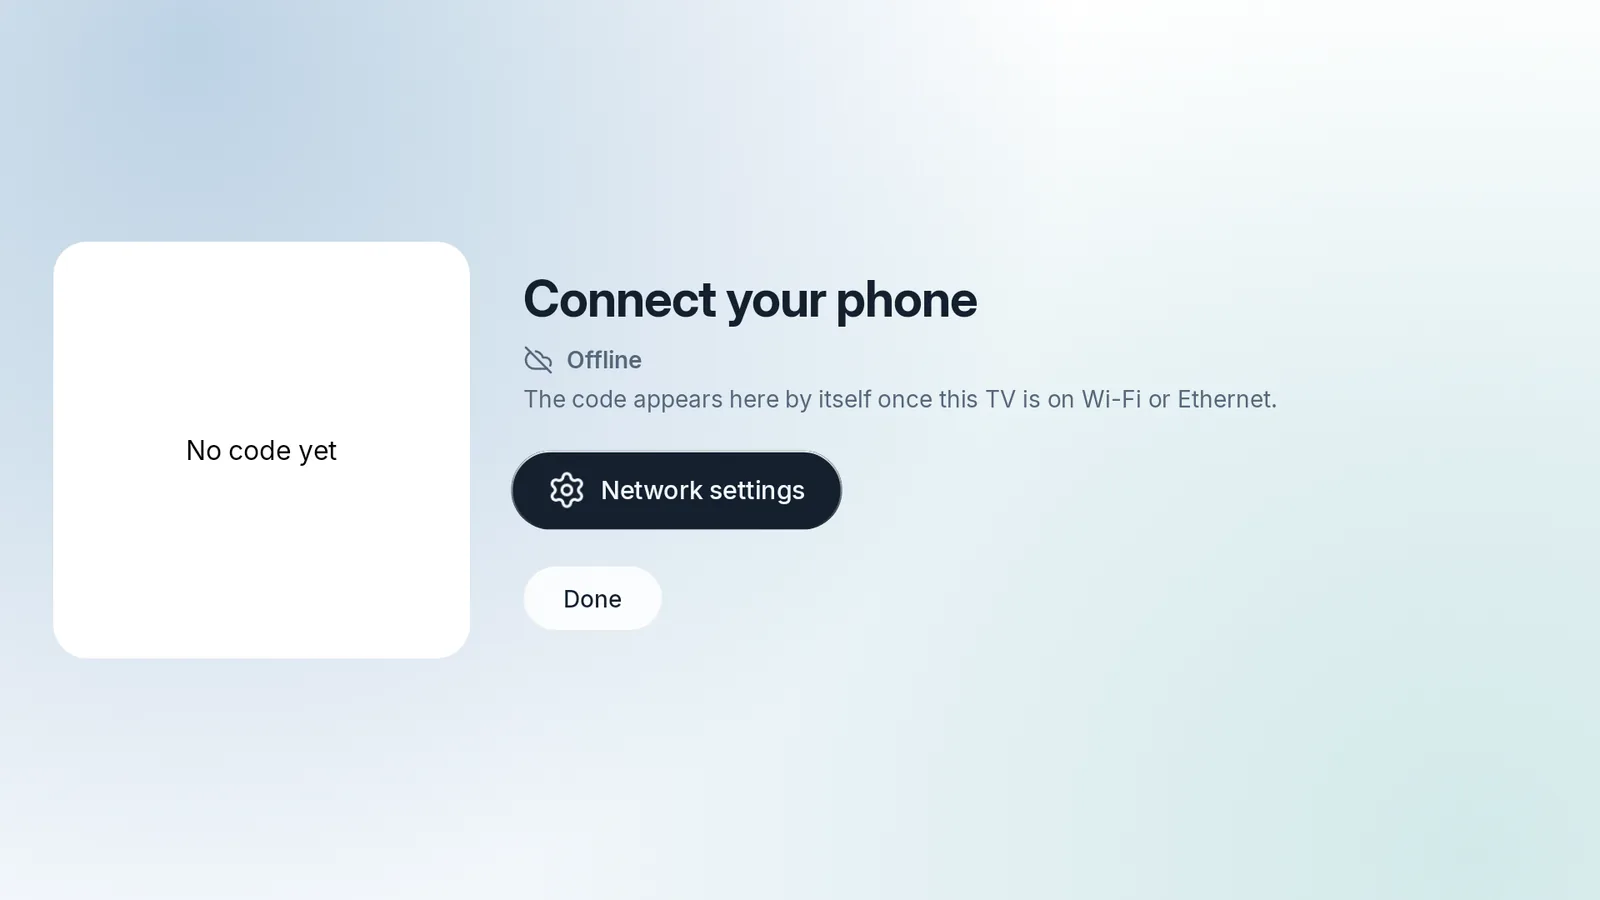 Connect your phone
Offline
The code appears here by itself once this TV is on Wi-Fi or Ethernet.
No code yet
Network settings
Done